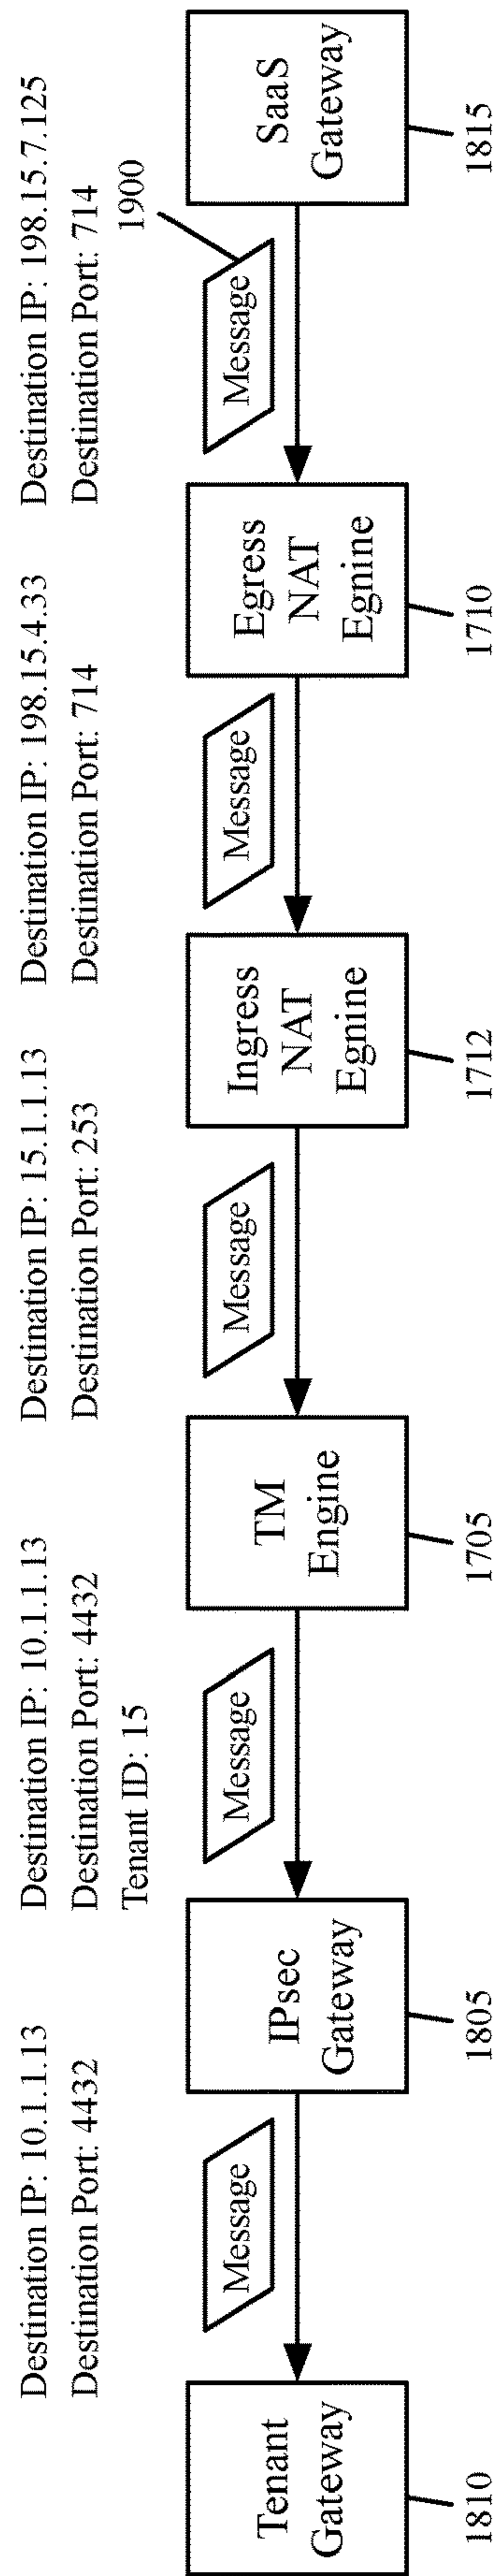 Destination IP: 10.1.1.13
Destination Port: 4432
Destination IP: 10.1.1.13
Destination Port: 4432
Tenant ID: 15
Destination IP: 15.1.1.13
Destination Port: 253
Destination IP: 198.15.4.33
Destination Port: 714
Destination IP: 198.15.7.125
Destination Port: 714
1900
Tenant
Gateway
Message
IPsec
Gateway
Message
TM
Engine
Message
Ingress
NAT
Egnine
Message
Egress
NAT
Egnine
Message
SaaS
Gateway
1810
1805
1705
1712
1710
1815